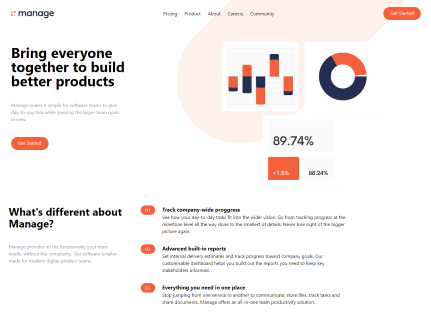 manage
Pricing Product About Careers Community
Get Started
Bring everyone
together to build
better products
Manage makes it simple for software teams to plan
day-to-day task while keeping the larger team goals
in view.
Get Started
89.74%
+1.5%
88.24%
What's different about
Manage?
Manage provides all the functionality your team
needs, without the complexity. Our software is tailor-
made for modern digital product teams.
01
Track company-wide proggress
See how your day-to-day tasks fit into the wider vision. Go from tracking progress at the
milestone level all the way done to the smallest of details. Never lose sight of the bigger
picture again.
02
Advanced built-in reports
Set internal delivery estimates and track progress toward company goals. Our
customisable dashboard helps you build out the reports you need to keep key
stakeholders informed.
03
Everything you need in one place
Stop jumping from one service to another to communicate, store files, track tasks and
share documents. Manage offers an all-in-one team productivity solution.